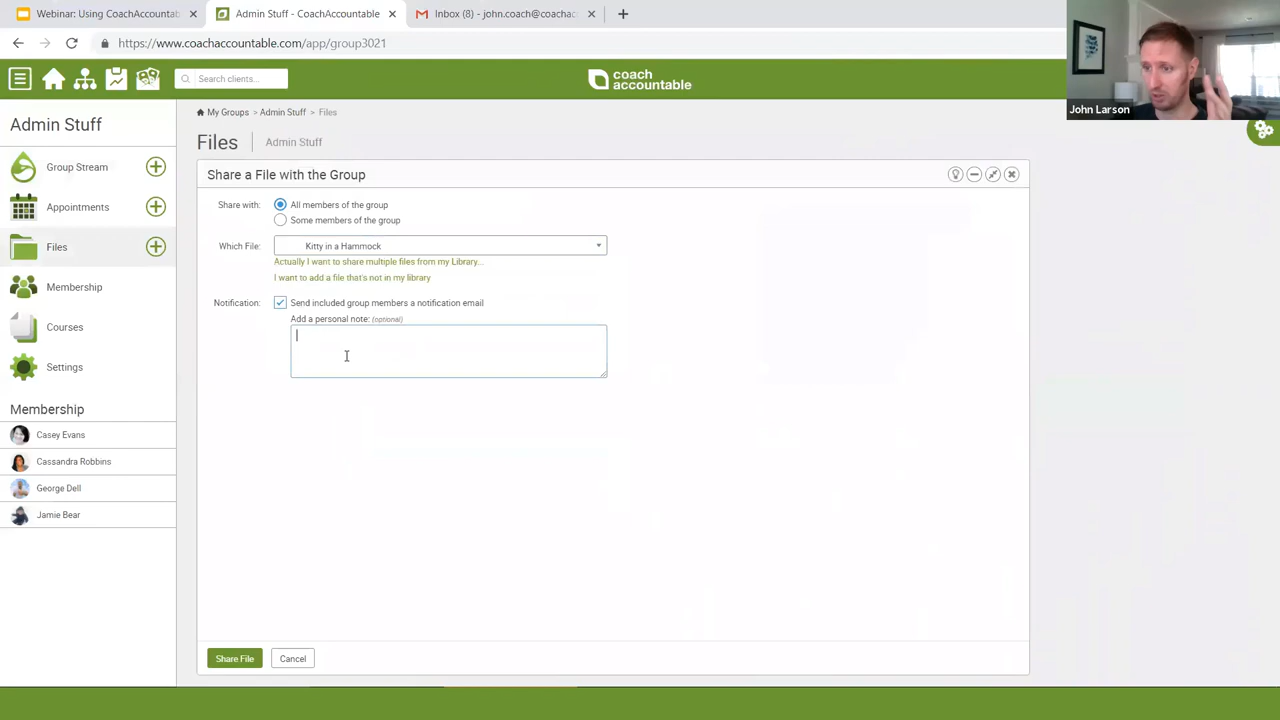 Webinar: Using CoachAccountab
Admin Stuff - CoachAccountable
Inbox (8) - john.coach@coachac
https://www.coachaccountable.com/app/group3021
Search clients...
coach
accountable
John Larson
Admin Stuff
Group Stream
Appointments
Files
Membership
Courses
Settings
Membership
Casey Evans
Cassandra Robbins
George Dell
Jamie Bear
My Groups > Admin Stuff > Files
Files
Admin Stuff
Share a File with the Group
Share with:
All members of the group
Some members of the group
Which File:
Kitty in a Hammock
Actually I want to share multiple files from my Library...
I want to add a file that's not in my library
Notification:
Send included group members a notification email
Add a personal note: (optional)
Share File
Cancel